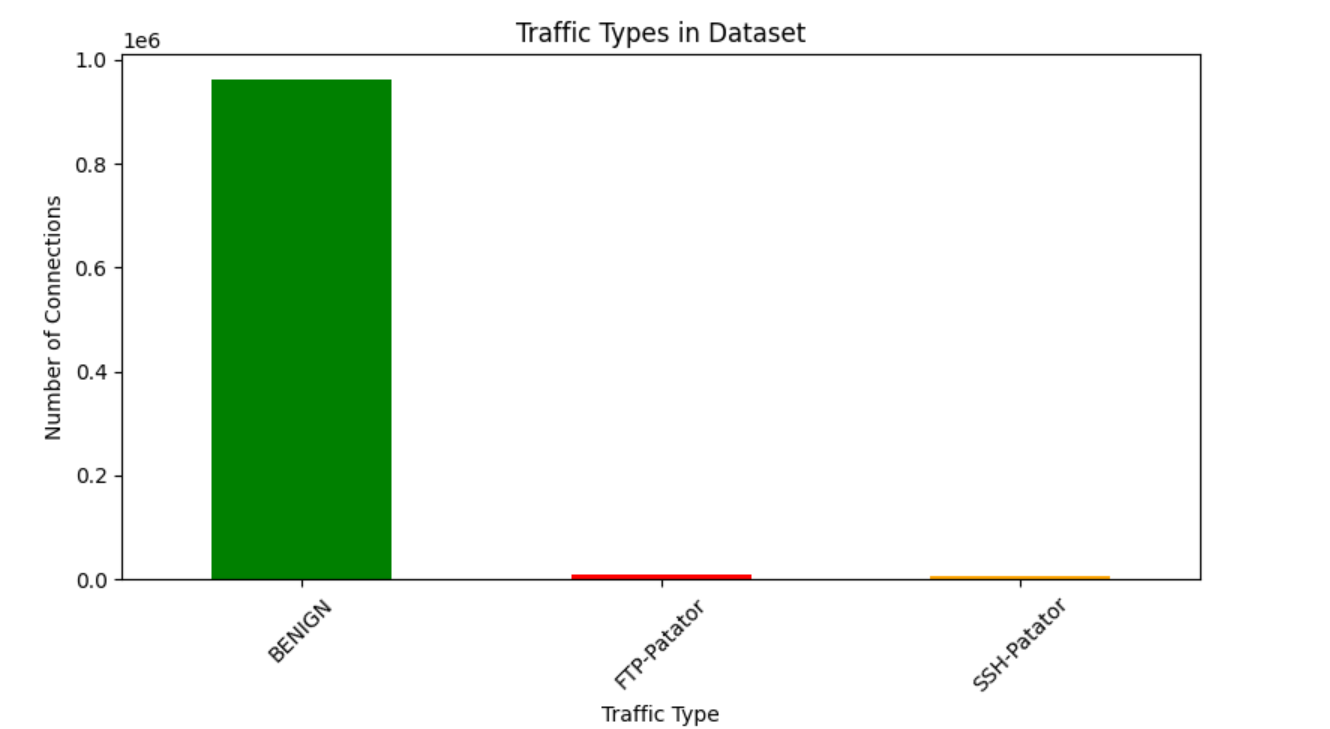 Traffic Types in Dataset
1e6
1.0
0.8
0.6
0.4
0.2
0.0
Number of Connections
BENIGN
FTP-Patator
SSH-Patator
Traffic Type